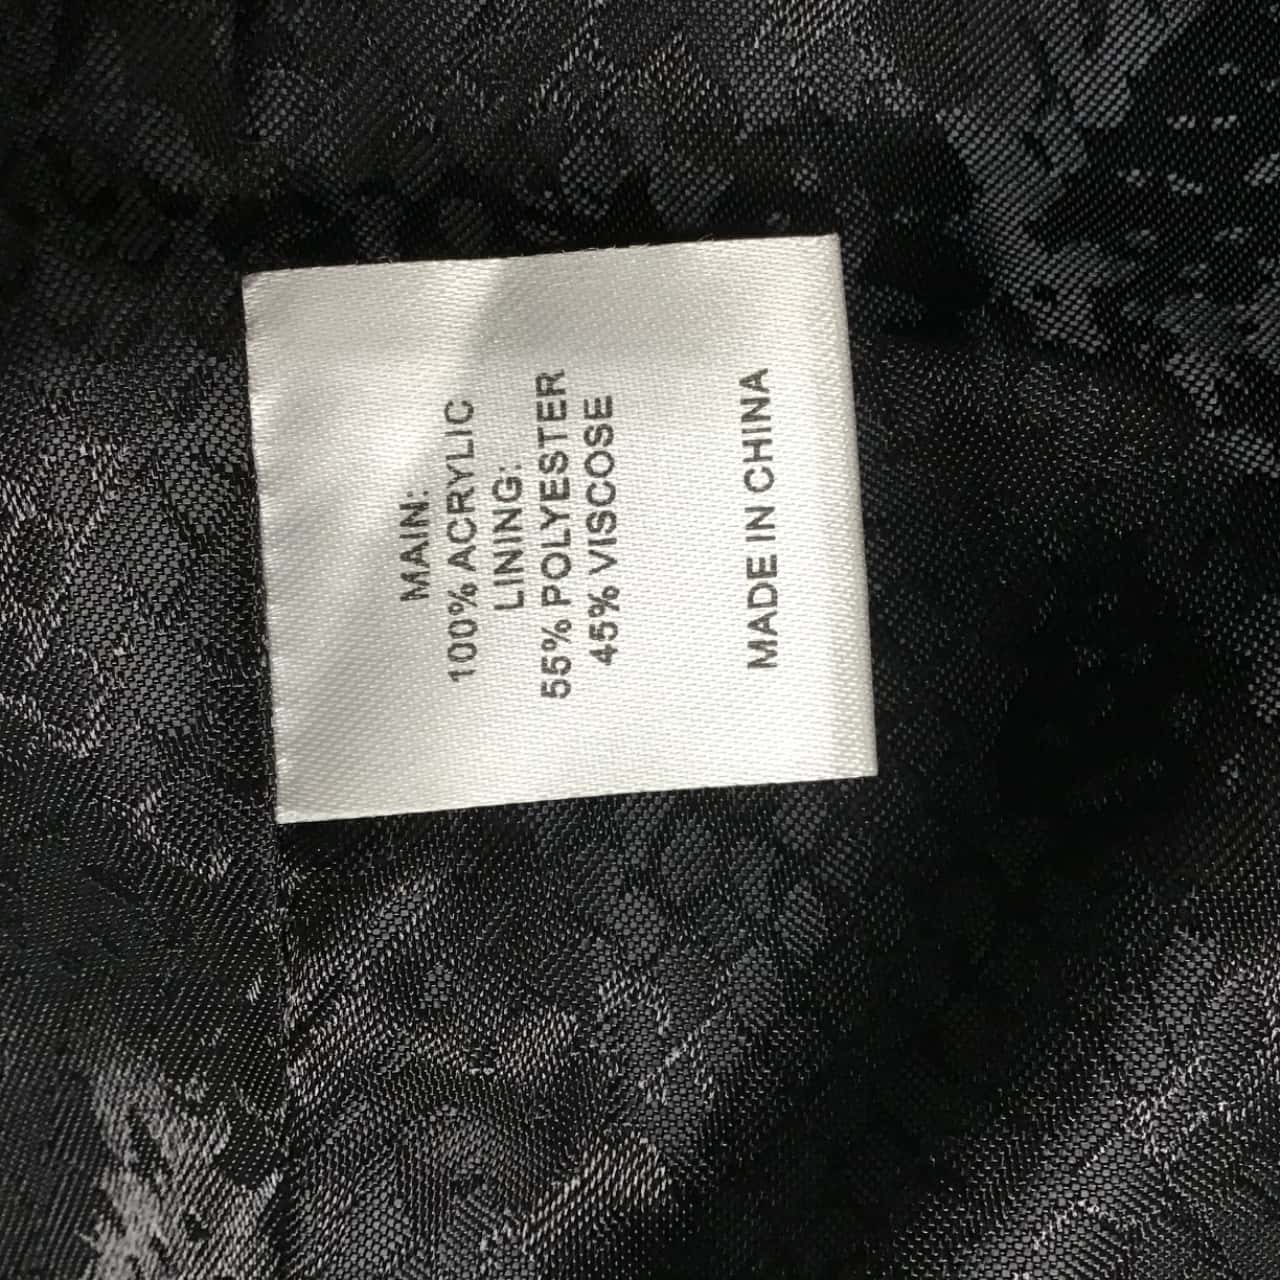 MAIN:
100% ACRYLIC
LINING:
55% POLYESTER
45% VISCOSE
MADE IN CHINA